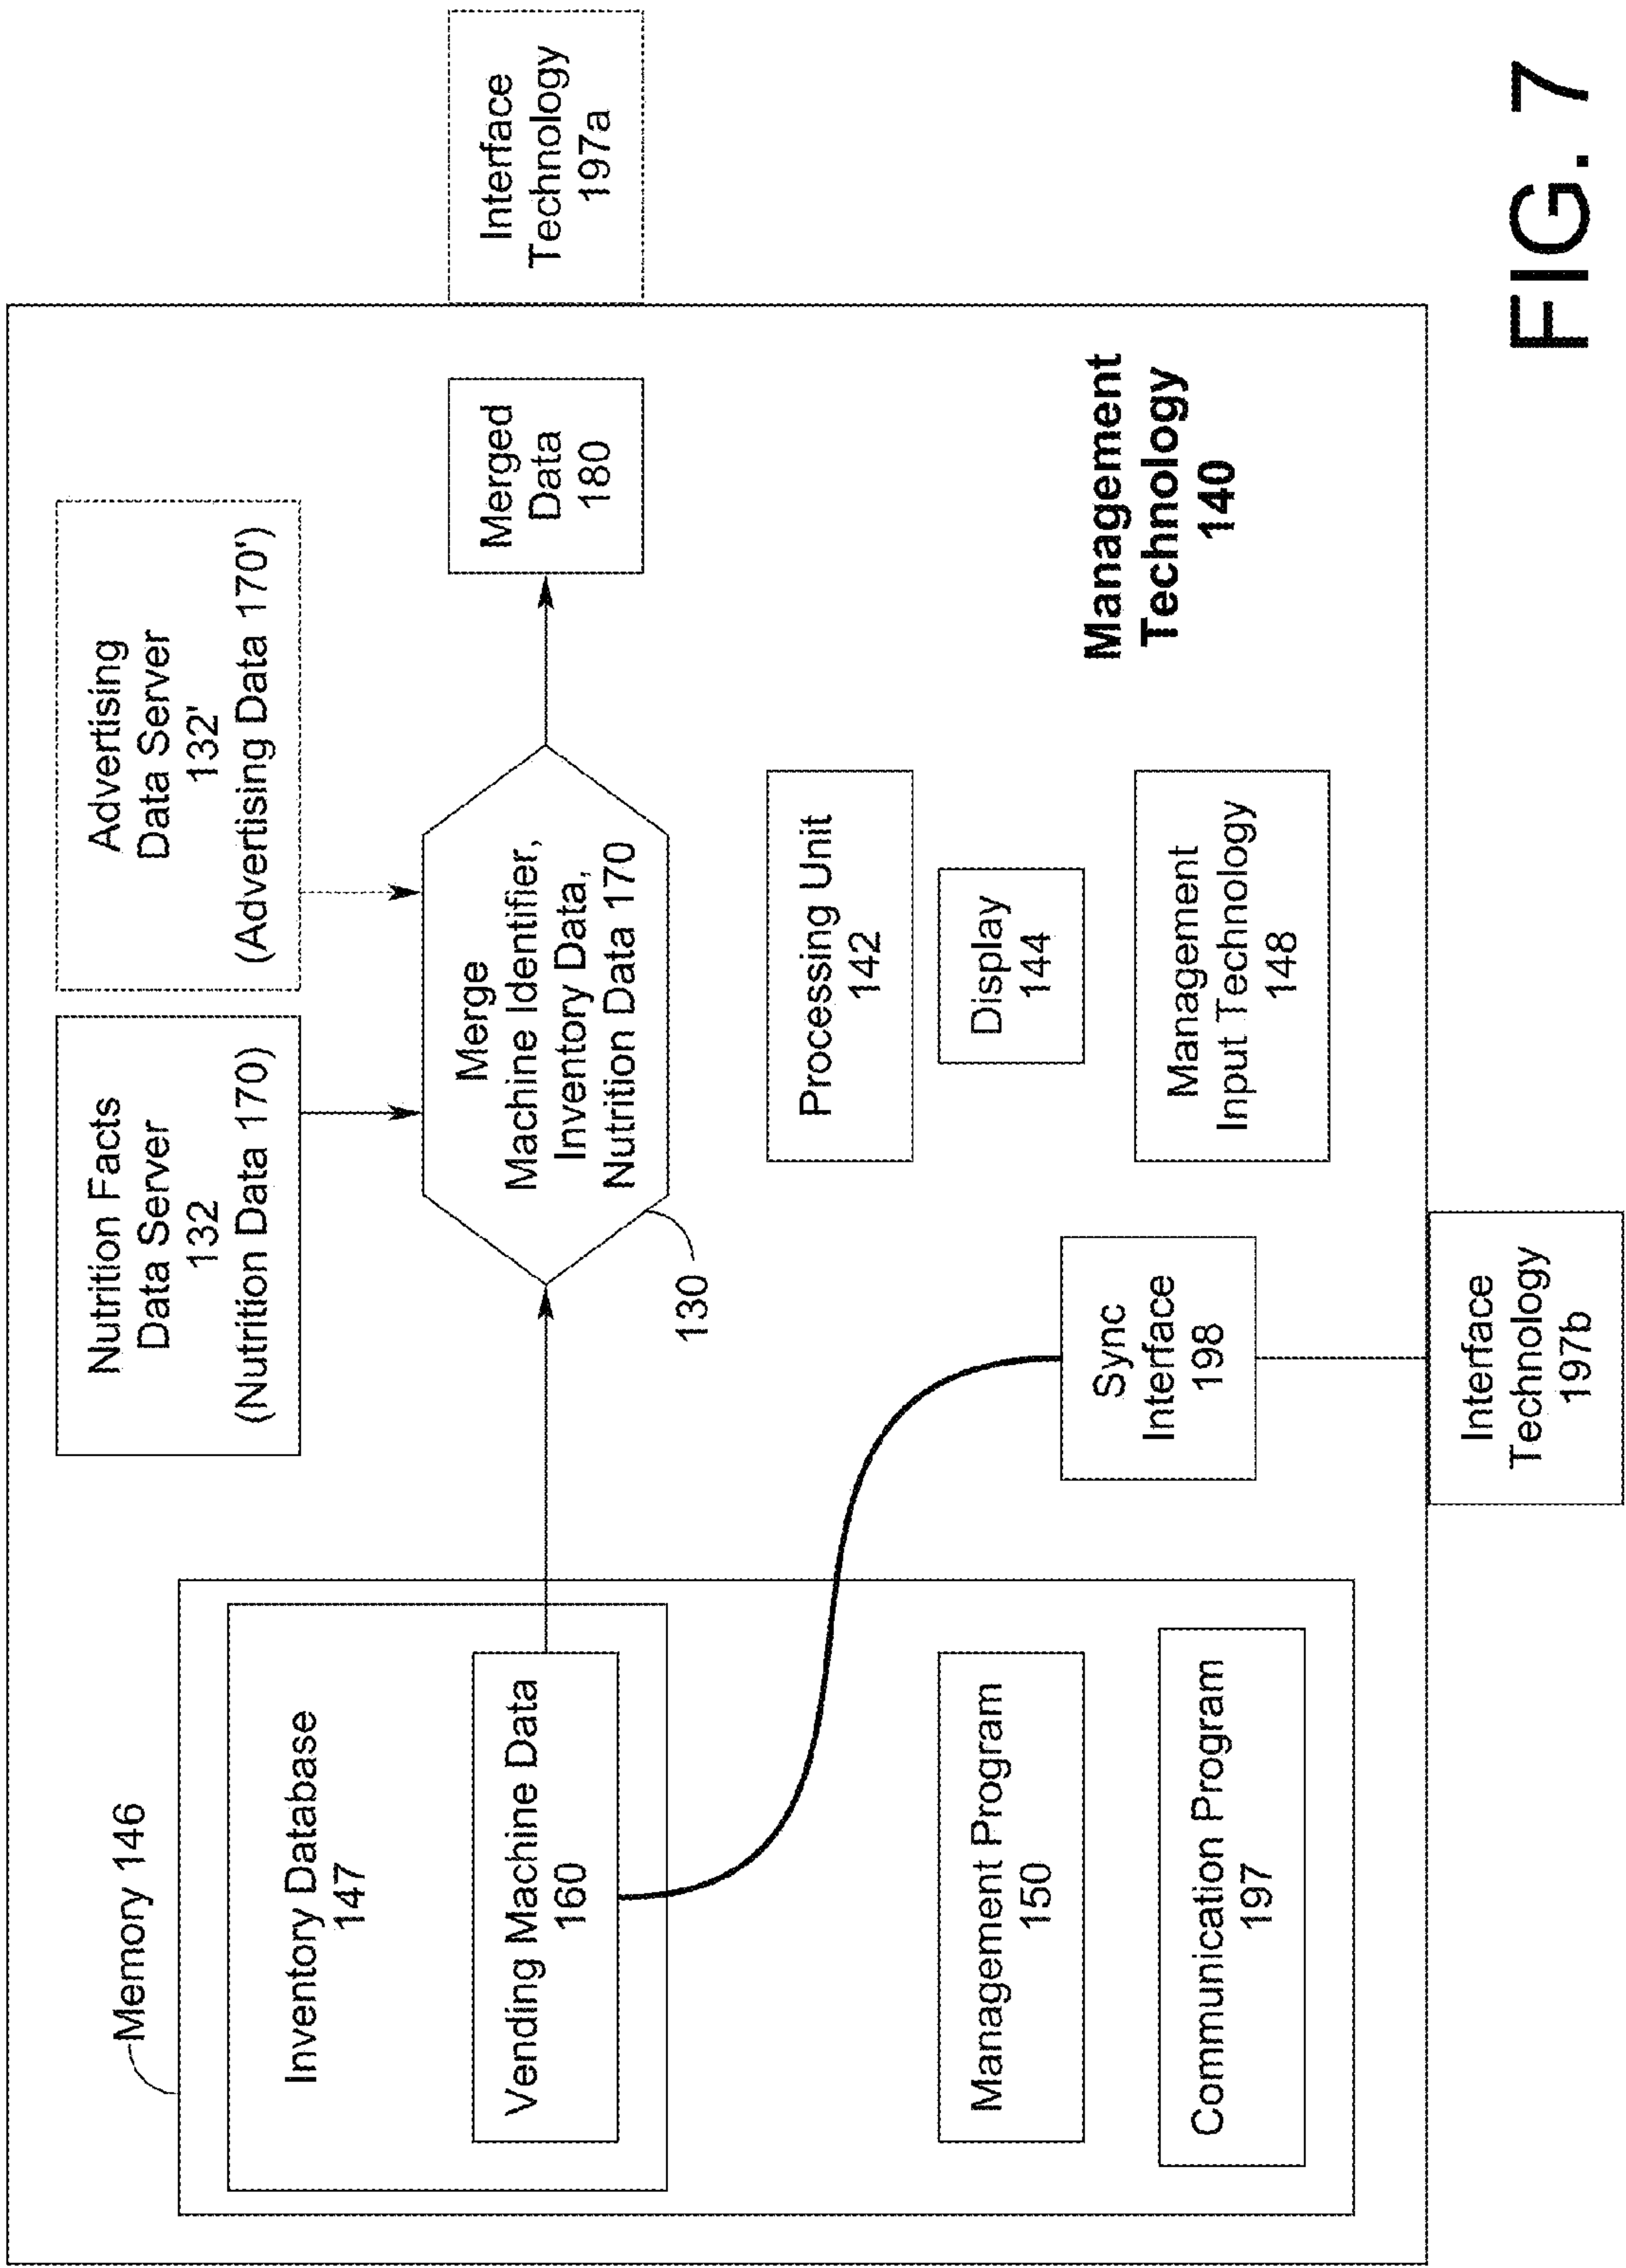 Memory 146
Inventory Database
147
Vending Machine Data
160
Management Program
150
Communication Program
197
Nutrition Facts
Data Server
132
(Nutrition Data 170)
Advertising
Data Server
132'
(Advertising Data 170')
Merge
Machine Identifier,
Inventory Data,
Nutrition Data 170
130
Merged
Data
180
Processing Unit
142
Display
144
Management
Input Technology
148
Sync
Interface
198
Management
Technology
140
Interface
Technology
197a
Interface
Technology
197b
FIG. 7